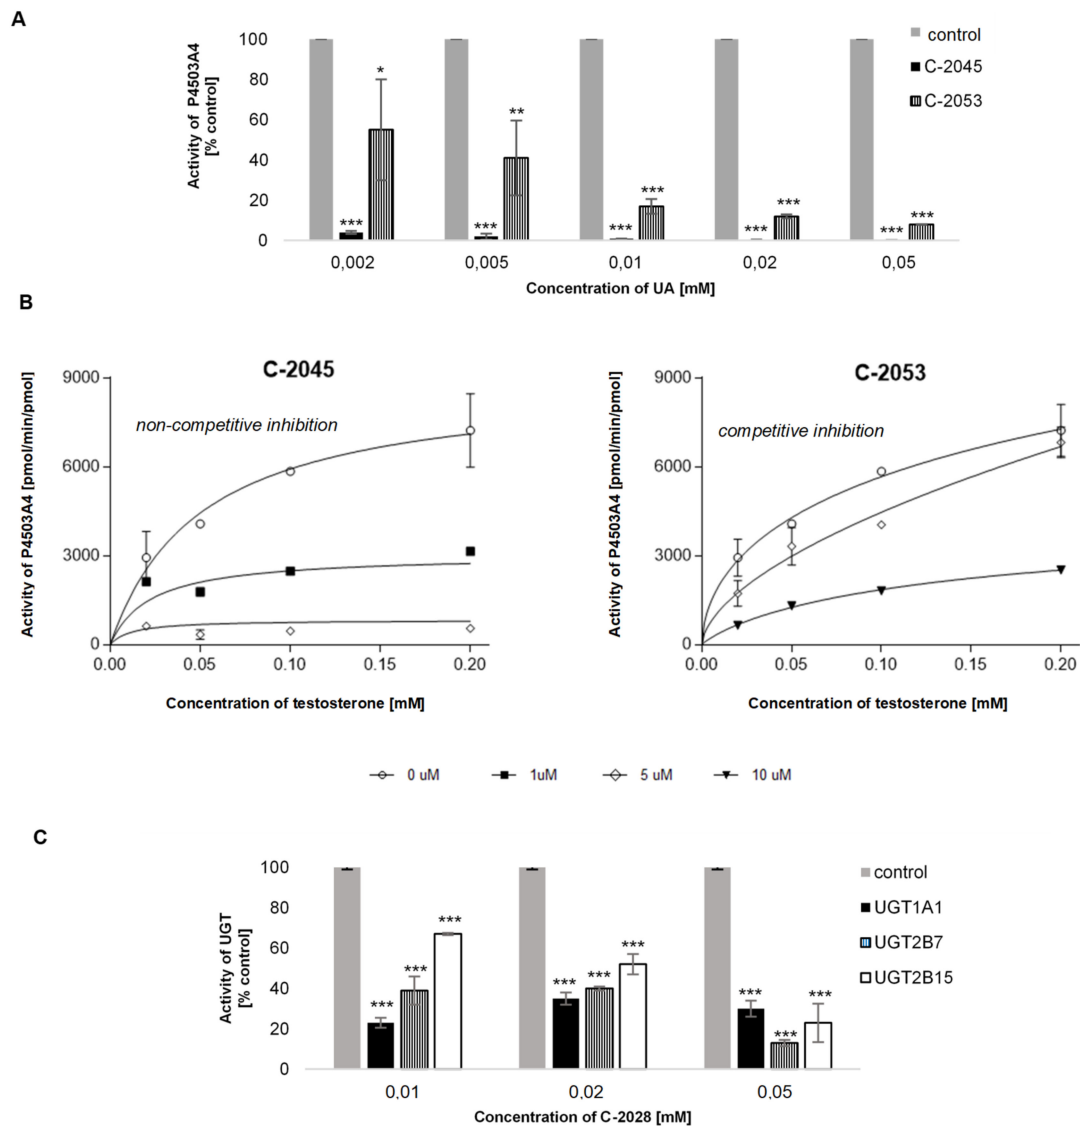 A
Activity of P4503A4
[% control]
100
80
60
40
20
0
*
**
***
***
***
***
***
***
***
***
0,002
0,005
0,01
0,02
0,05
Concentration of UA [mM]
control
C-2045
C-2053
B
C-2045
non-competitive inhibition
Activity of P4503A4 [pmol/min/pmol]
9000
6000
3000
0
0.00
0.05
0.10
0.15
0.20
Concentration of testosterone [mM]
C-2053
competitive inhibition
Activity of P4503A4 [pmol/min/pmol]
9000
6000
3000
0
0.00
0.05
0.10
0.15
0.20
Concentration of testosterone [mM]
0 uM
1uM
5 uM
10 uM
C
Activity of UGT
[% control]
100
80
60
40
20
0
***
***
***
***
***
***
***
***
***
0,01
0,02
0,05
Concentration of C-2028 [mM]
control
UGT1A1
UGT2B7
UGT2B15